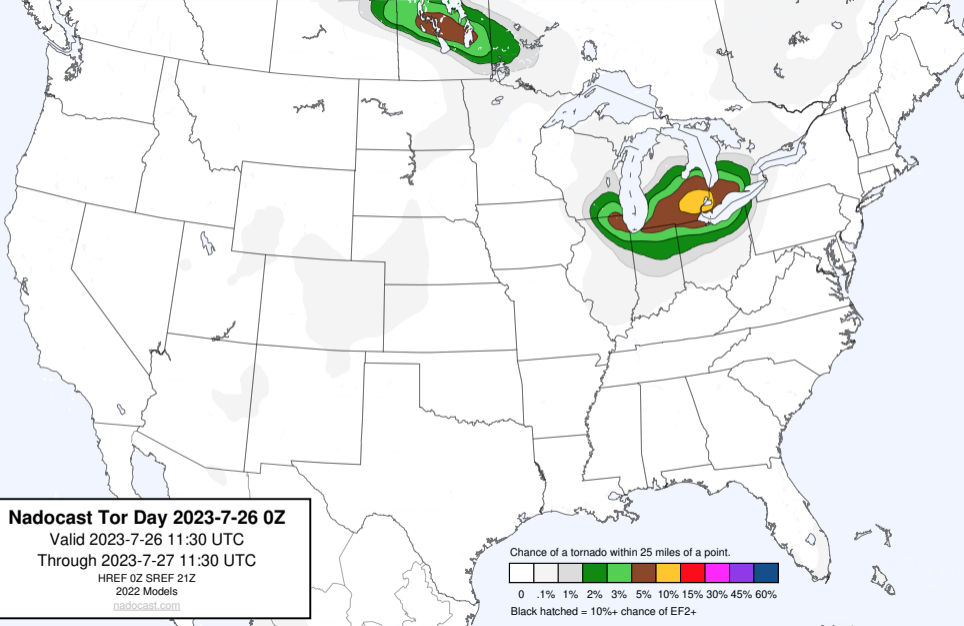 Nadocast Tor Day 2023-7-26 0Z
Valid 2023-7-26 11:30 UTC
Through 2023-7-27 11:30 UTC
HREF 0Z SREF 21Z
2022 Models
nadocast.com
Chance of a tornado within 25 miles of a point.
0 .1% 1% 2% 3% 5% 10% 15% 30% 45% 60%
Black hatched = 10%+ chance of EF2+